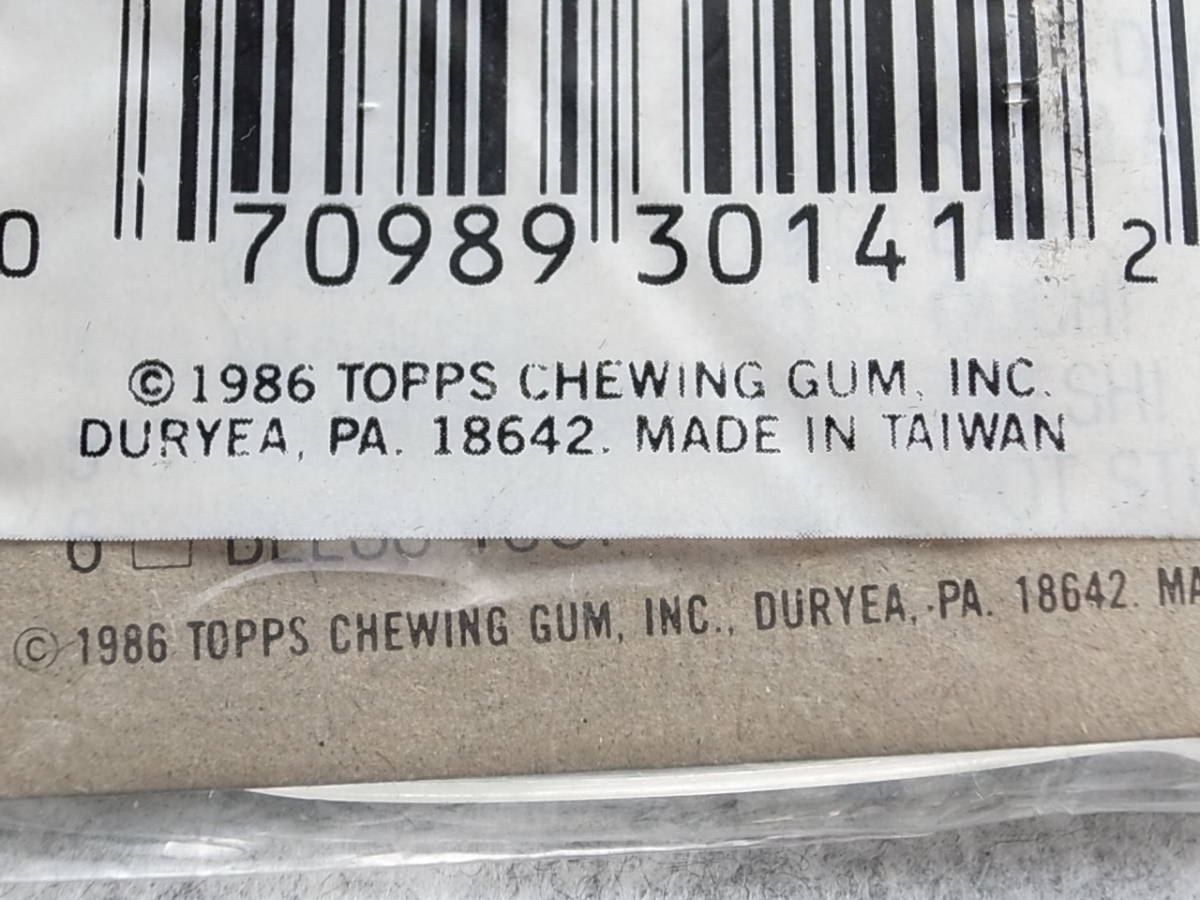 0 70989 30141 2
©1986 TOPPS CHEWING GUM, INC.
DURYEA, PA. 18642. MADE IN TAIWAN
6
© 1986 TOPPS CHEWING GUM, INC., DURYEA, PA. 18642.